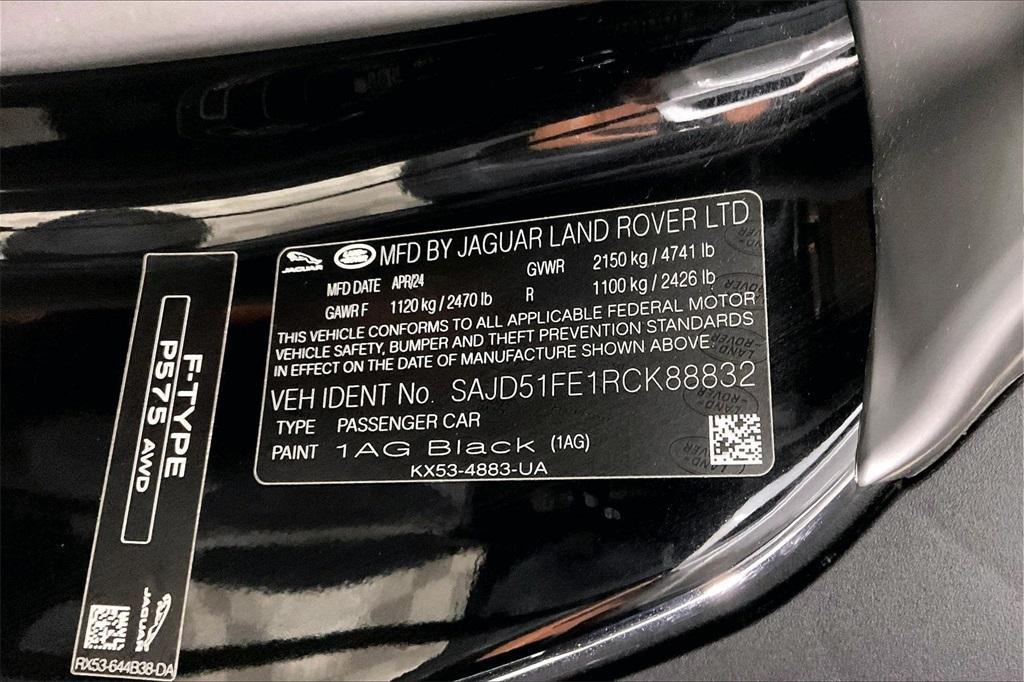 JAGUAR LAND ROVER MFD BY JAGUAR LAND ROVER LTD
MFD DATE APR/24 GVWR 2150 kg / 4741 lb
GAWR F 1120 kg / 2470 lb R 1100 kg / 2426 lb
THIS VEHICLE CONFORMS TO ALL APPLICABLE FEDERAL MOTOR
VEHICLE SAFETY, BUMPER AND THEFT PREVENTION STANDARDS
IN EFFECT ON THE DATE OF MANUFACTURE SHOWN ABOVE.
VEH IDENT No. SAJD51FE1RCK88832
TYPE PASSENGER CAR
PAINT 1AG Black (1AG)
KX53-4883-UA
F-TYPE
P575 AWD
JAGUAR
RX53-644B38-DA